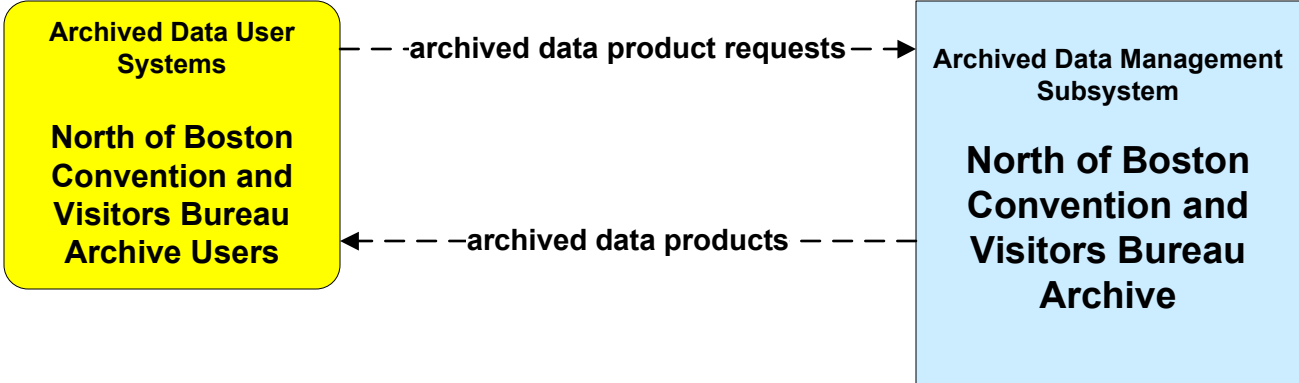 Archived Data User
Systems
North of Boston
Convention and
Visitors Bureau
Archive Users
archived data product requests
archived data products
Archived Data Management
Subsystem
North of Boston
Convention and
Visitors Bureau
Archive